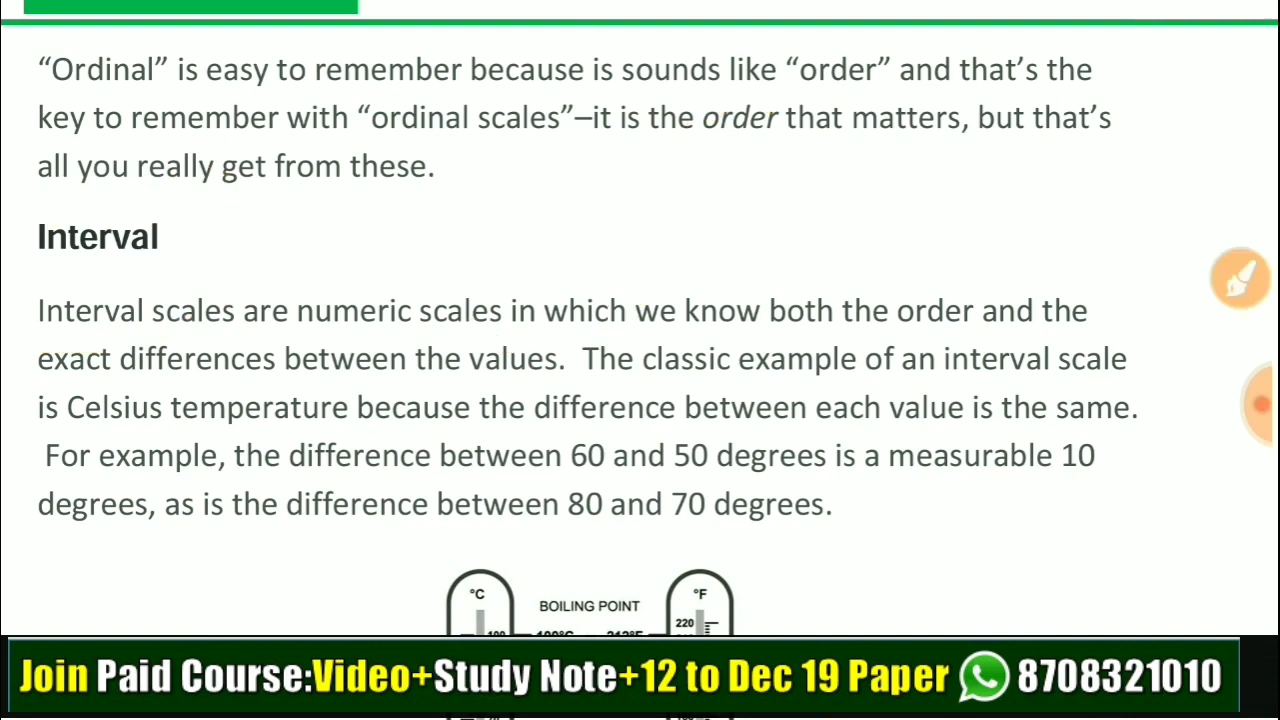 “Ordinal” is easy to remember because is sounds like “order” and that’s the
key to remember with “ordinal scales”–it is the order that matters, but that’s
all you really get from these.
Interval
Interval scales are numeric scales in which we know both the order and the
exact differences between the values. The classic example of an interval scale
is Celsius temperature because the difference between each value is the same.
For example, the difference between 60 and 50 degrees is a measurable 10
degrees, as is the difference between 80 and 70 degrees.
°C BOILING POINT °F
220
100 100°C 212°F
Join Paid Course:Video+Study Note+12 to Dec 19 Paper 8708321010